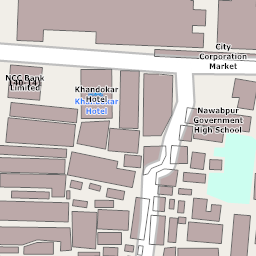 City
Corporation
Market
NCC Bank
Limited
Khandokar
Hotel
Khandokar
Hotel
Nawabpur
Government
High School